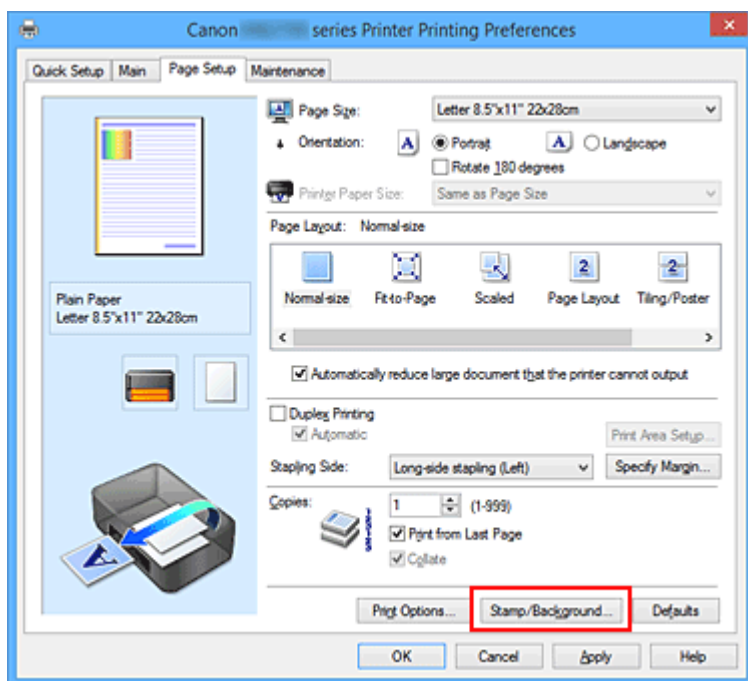 Canon series Printer Printing Preferences
Quick Setup Main Page Setup Maintenance
Page Size: Letter 8.5"x11" 22x28cm
Orientation: A Portrait A Landscape
Rotate 180 degrees
Printer Paper Size: Same as Page Size
Page Layout: Normal-size
2 2
Normal-size Fit-to-Page Scaled Page Layout Tiling/Poster
Plain Paper
Letter 8.5"x11" 22x28cm
Automatically reduce large document that the printer cannot output
Duplex Printing
Automatic
Print Area Setup...
Stapling Side: Long-side stapling (Left) Specify Margin...
Copies: 1 (1-999)
Print from Last Page
Collate
A
Print Options... Stamp/Background... Defaults
OK Cancel Apply Help